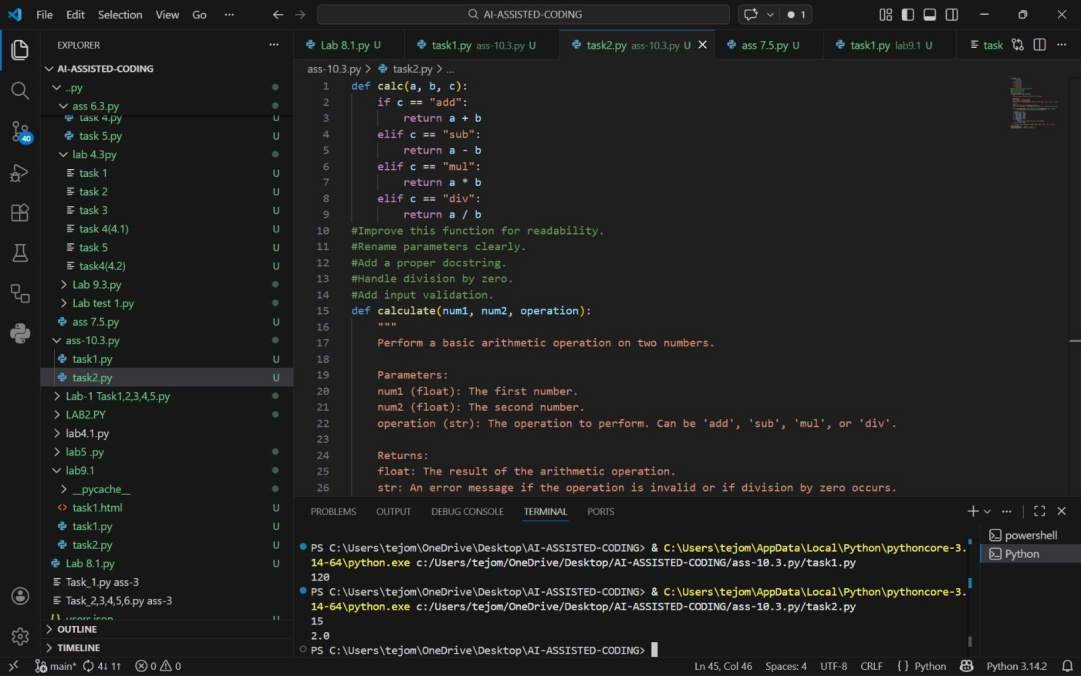 File Edit Selection View Go ··· AI-ASSISTED-CODING 1
EXPLORER ···
AI-ASSISTED-CODING
..py
ass 6.3.py
task 4.py U
task 5.py U
lab 4.3py
task 1 U
task 2 U
task 3 U
task 4(4.1) U
task 5 U
task4(4.2) U
Lab 9.3.py
Lab test 1.py
ass 7.5.py U
ass-10.3.py
task1.py U
task2.py U
Lab-1 Task1,2,3,4,5.py
LAB2.PY
lab4.1.py
lab5 .py
lab9.1
__pycache__
task1.html U
task1.py U
task2.py U
Lab 8.1.py U
Task_1.py ass-3
Task_2,3,4,5,6.py ass-3
users.json U
OUTLINE
TIMELINE
40
Lab 8.1.py U task1.py ass-10.3.py U task2.py ass-10.3.py U ass 7.5.py U task1.py lab9.1 U task ···
ass-10.3.py > task2.py > ...
1 def calc(a, b, c):
2 if c == "add":
3 return a + b
4 elif c == "sub":
5 return a - b
6 elif c == "mul":
7 return a * b
8 elif c == "div":
9 return a / b
10 #Improve this function for readability.
11 #Rename parameters clearly.
12 #Add a proper docstring.
13 #Handle division by zero.
14 #Add input validation.
15 def calculate(num1, num2, operation):
16 """
17 Perform a basic arithmetic operation on two numbers.
18
19 Parameters:
20 num1 (float): The first number.
21 num2 (float): The second number.
22 operation (str): The operation to perform. Can be 'add', 'sub', 'mul', or 'div'.
23
24 Returns:
25 float: The result of the arithmetic operation.
26 str: An error message if the operation is invalid or if division by zero occurs.
PROBLEMS OUTPUT DEBUG CONSOLE TERMINAL PORTS
PS C:\Users\tejom\OneDrive\Desktop\AI-ASSISTED-CODING> & C:\Users\tejom\AppData\Local\Python\pythoncore-3.
14-64\python.exe c:/Users/tejom/OneDrive/Desktop/AI-ASSISTED-CODING/ass-10.3.py/task1.py
120
PS C:\Users\tejom\OneDrive\Desktop\AI-ASSISTED-CODING> & C:\Users\tejom\AppData\Local\Python\pythoncore-3.
14-64\python.exe c:/Users/tejom/OneDrive/Desktop/AI-ASSISTED-CODING/ass-10.3.py/task2.py
15
2.0
PS C:\Users\tejom\OneDrive\Desktop\AI-ASSISTED-CODING>
powershell
Python
main* 4↓ 1↑ 0 0 Ln 45, Col 46 Spaces: 4 UTF-8 CRLF { } Python Python 3.14.2